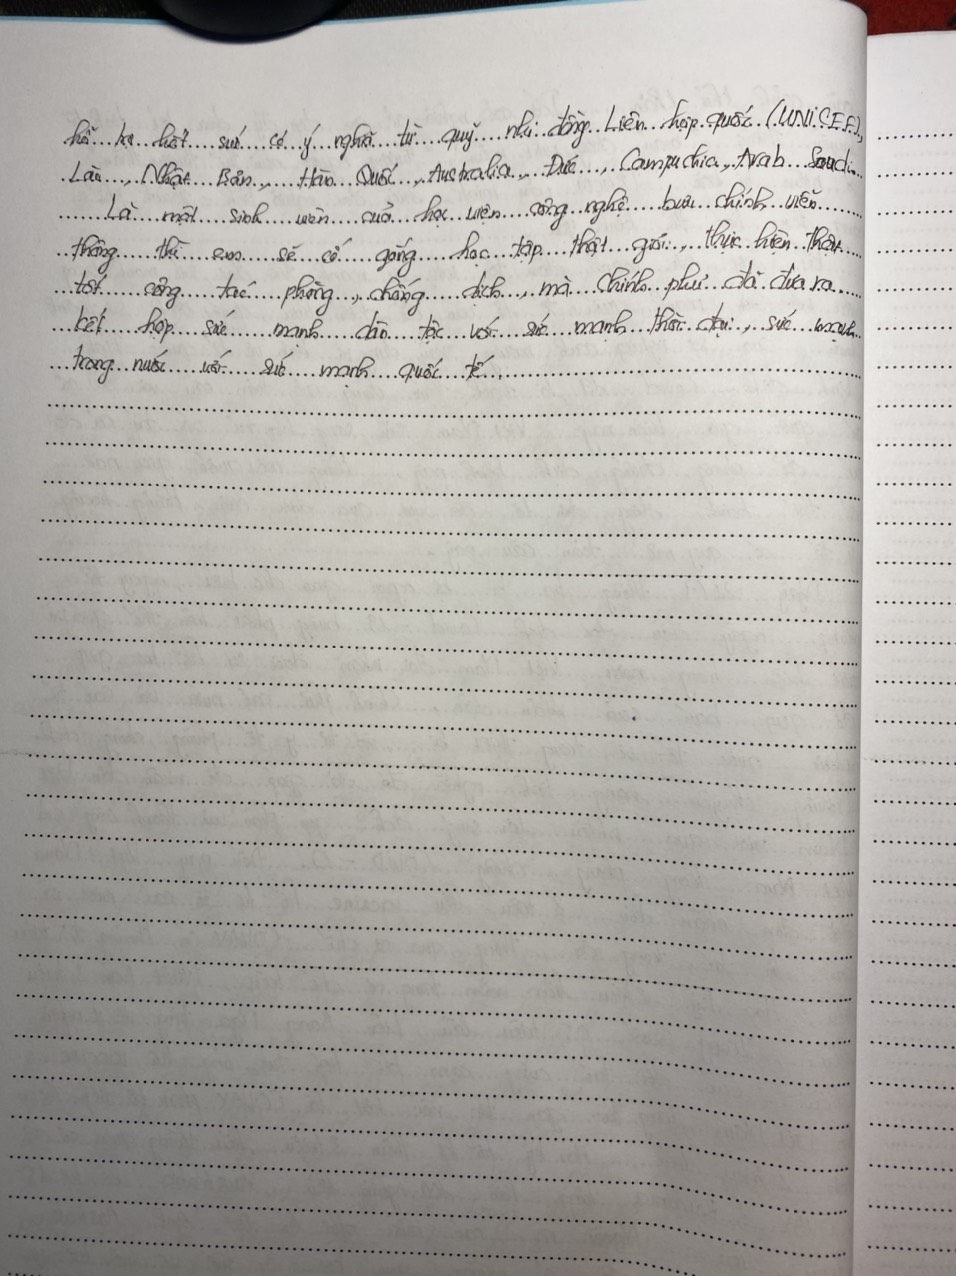 hỗ trợ hết sức có ý nghĩa từ quỹ nhi đồng Liên hợp quốc (UNICEF),
Lào, Nhật Bản, Hàn Quốc, Australia, Đức, Campuchia, Arab Saudi.
Là một sinh viên của học viện công nghệ bưu chính viễn
thông thì em sẽ cố gắng học tập thật giỏi, thực hiện thật
tốt công tác phòng, chống dịch, mà chính phủ đã đưa ra
kết hợp sức mạnh dân tộc với sức mạnh thời đại, sức mạnh
trong nước với sức mạnh quốc tế.